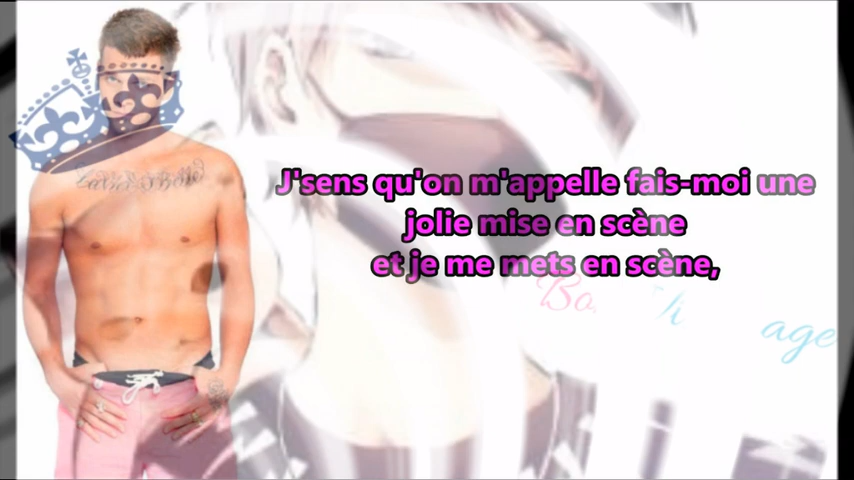 J'sens qu'on m'appelle fais-moi une
jolie mise en scène
et je me mets en scène,